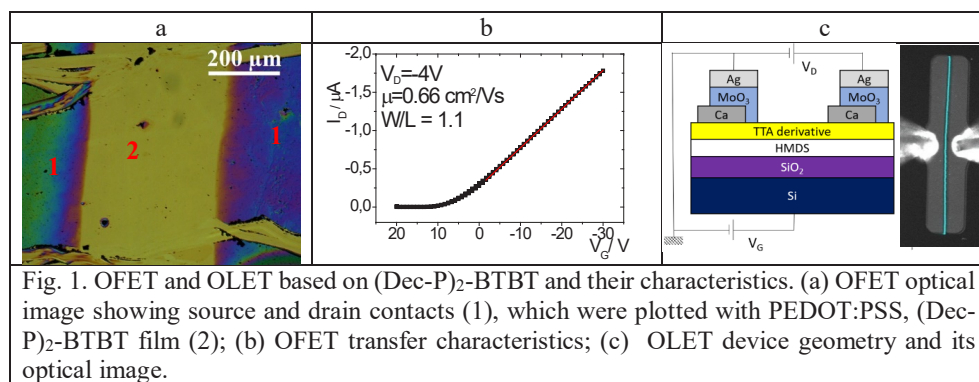 a
b
c
200 µm
1
2
1
-2,0
-1,5
-1,0
-0,5
0,0
I_D / µA
V_D=-4V
µ=0.66 cm²/Vs
W/L = 1.1
20 10 0 -10 -20 -30
V_G / V
V_D
Ag Ag
MoO₃ MoO₃
Ca Ca
TTA derivative
HMDS
SiO₂
Si
V_G
Fig. 1. OFET and OLET based on (Dec-P)₂-BTBT and their characteristics. (a) OFET optical
image showing source and drain contacts (1), which were plotted with PEDOT:PSS, (Dec-
P)₂-BTBT film (2); (b) OFET transfer characteristics; (c) OLET device geometry and its
optical image.